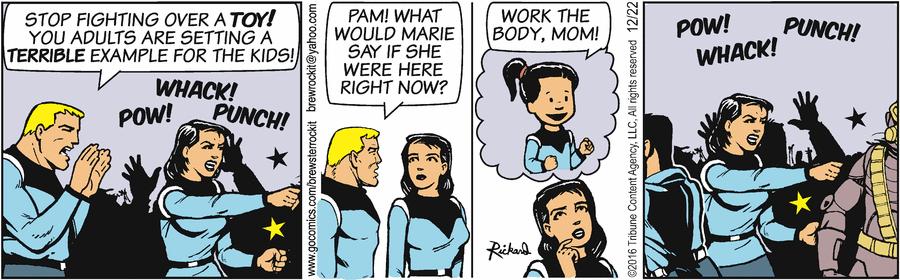 STOP FIGHTING OVER A TOY!
YOU ADULTS ARE SETTING A
TERRIBLE EXAMPLE FOR THE KIDS!
WHACK!
POW!
PUNCH!
www.gocomics.com/brewsterrockit brewrockit@yahoo.com
PAM! WHAT
WOULD MARIE
SAY IF SHE
WERE HERE
RIGHT NOW?
WORK THE
BODY, MOM!
Rickard
©2016 Tribune Content Agency, LLC, All rights reserved 12/22
POW!
WHACK!
PUNCH!